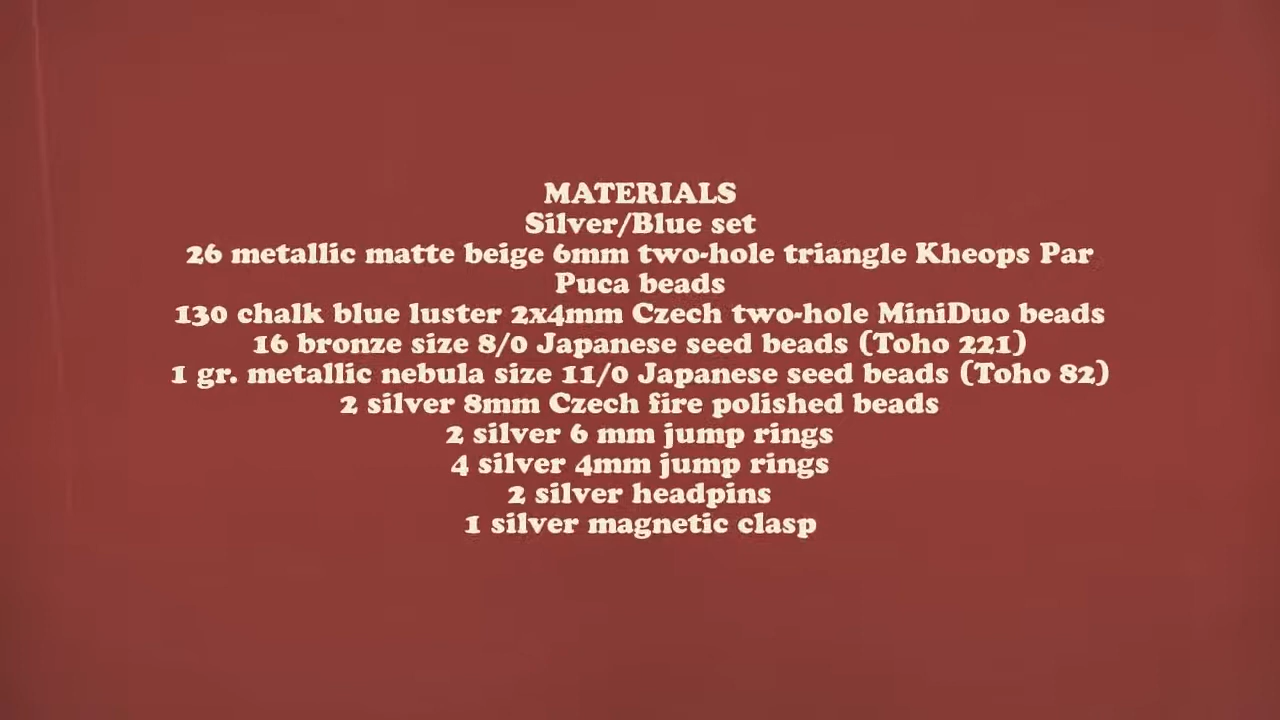 MATERIALS
Silver/Blue set
26 metallic matte beige 6mm two-hole triangle Kheops Par
Puca beads
130 chalk blue luster 2x4mm Czech two-hole MiniDuo beads
16 bronze size 8/0 Japanese seed beads (Toho 221)
1 gr. metallic nebula size 11/0 Japanese seed beads (Toho 82)
2 silver 8mm Czech fire polished beads
2 silver 6 mm jump rings
4 silver 4mm jump rings
2 silver headpins
1 silver magnetic clasp